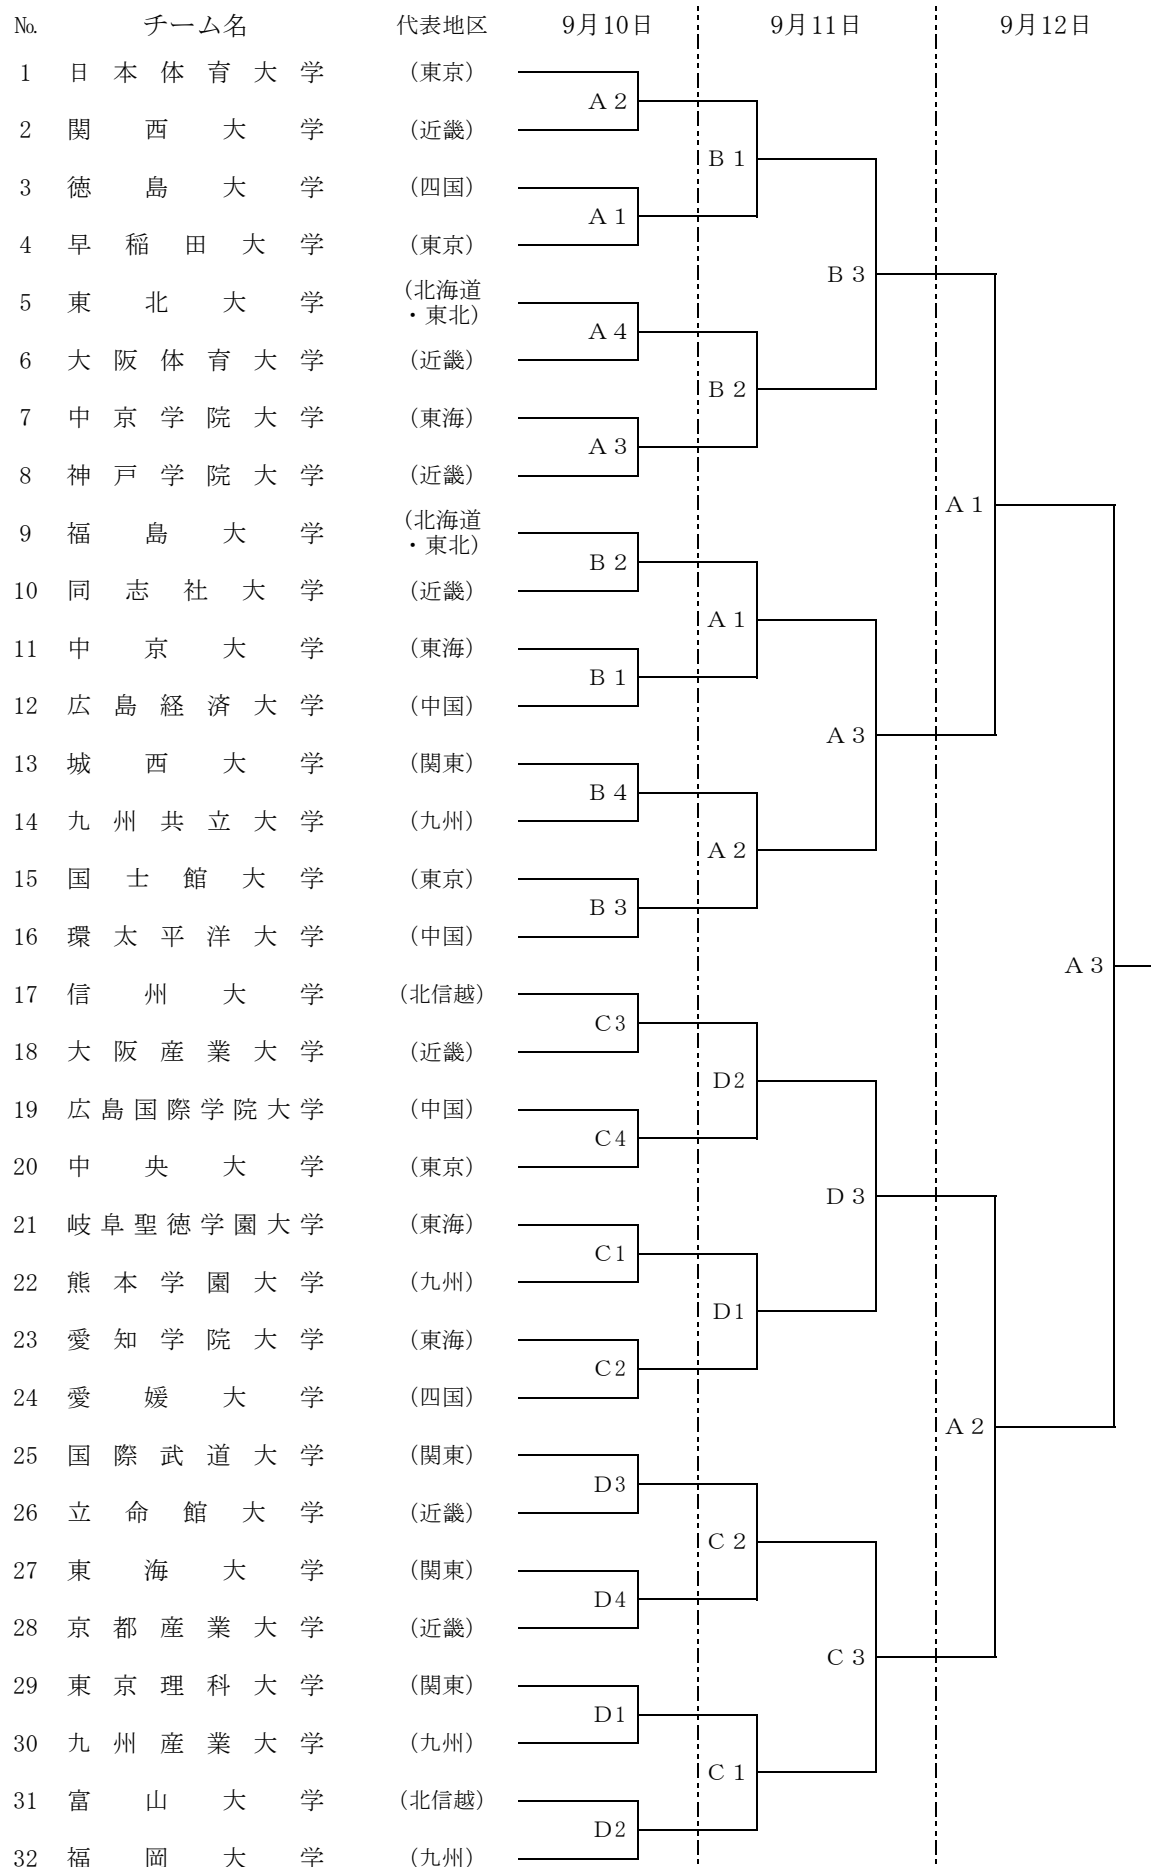 № チーム名 代表地区 9月10日 9月11日 9月12日
1 日本体育大学 (東京)
A 2
2 関西大学 (近畿)
B 1
3 徳島大学 (四国)
A 1
4 早稲田大学 (東京)
B 3
5 東北大学 (北海道
・東北)
A 4
6 大阪体育大学 (近畿)
B 2
7 中京学院大学 (東海)
A 3
8 神戸学院大学 (近畿)
A 1
9 福島大学 (北海道
・東北)
B 2
10 同志社大学 (近畿)
A 1
11 中京大学 (東海)
B 1
12 広島経済大学 (中国)
A 3
13 城西大学 (関東)
B 4
14 九州共立大学 (九州)
A 2
15 国士館大学 (東京)
B 3
16 環太平洋大学 (中国)
A 3
17 信州大学 (北信越)
C3
18 大阪産業大学 (近畿)
D2
19 広島国際学院大学 (中国)
C4
20 中央大学 (東京)
D 3
21 岐阜聖徳学園大学 (東海)
C1
22 熊本学園大学 (九州)
D1
23 愛知学院大学 (東海)
C2
24 愛媛大学 (四国)
A 2
25 国際武道大学 (関東)
D3
26 立命館大学 (近畿)
C 2
27 東海大学 (関東)
D4
28 京都産業大学 (近畿)
C 3
29 東京理科大学 (関東)
D1
30 九州産業大学 (九州)
C 1
31 富山大学 (北信越)
D2
32 福岡大学 (九州)